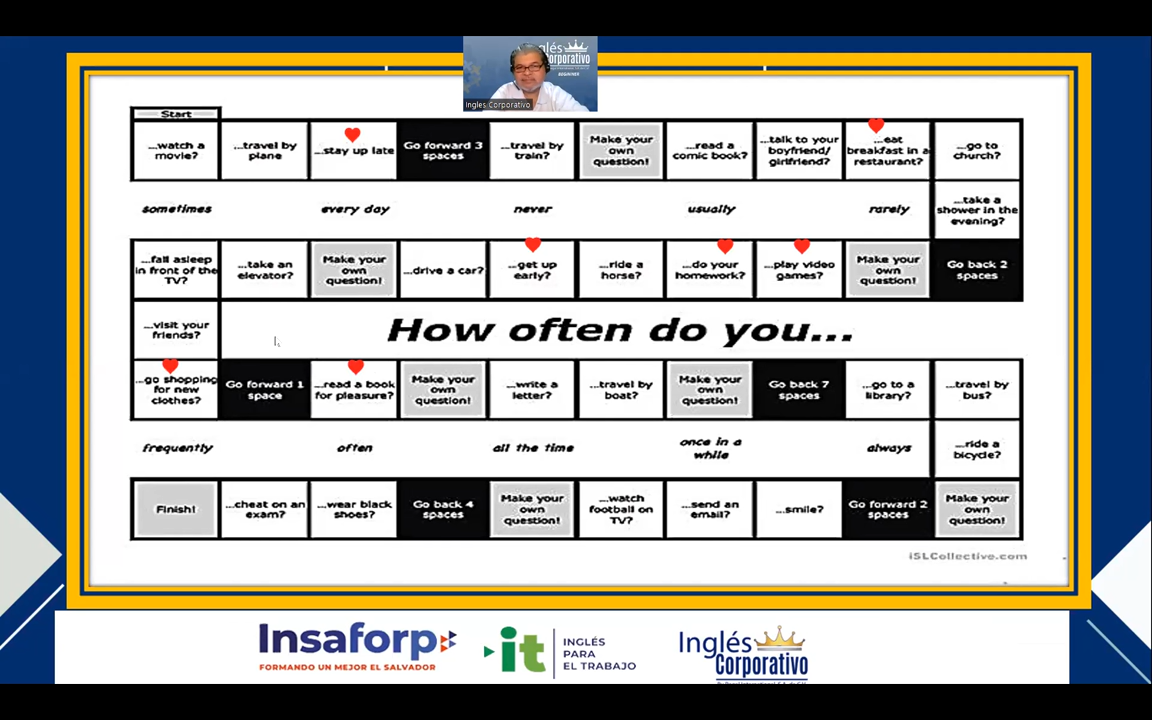 Inglés
Corporativo
BEGINNER
Ingles Corporativo
Start
...watch a
movie?
...travel by
plane
...stay up late
Go forward 3
spaces
...travel by
train?
Make your
own
question!
...read a
comic book?
...talk to your
boyfriend/
girlfriend?
...eat
breakfast in a
restaurant?
...go to
church?
sometimes
every day
never
usually
rarely
...take a
shower in the
evening?
...fall asleep
in front of the
TV?
...take an
elevator?
Make your
own
question!
...drive a car?
...get up
early?
...ride a
horse?
...do your
homework?
...play video
games?
Make your
own
question!
Go back 2
spaces
...visit your
friends?
How often do you...
...go shopping
for new
clothes?
Go forward 1
space
...read a book
for pleasure?
Make your
own
question!
...write a
letter?
...travel by
boat?
Make your
own
question!
Go back 7
spaces
...go to a
library?
...travel by
bus?
frequently
often
all the time
once in a
while
always
...ride a
bicycle?
Finish!
...cheat on an
exam?
...wear black
shoes?
Go back 4
spaces
Make your
own
question!
...watch
football on
TV?
...send an
email?
...smile?
Go forward 2
spaces
Make your
own
question!
iSLCollective.com
Insaforp
FORMANDO UN MEJOR EL SALVADOR
it
INGLÉS
PARA
EL TRABAJO
Inglés
Corporativo